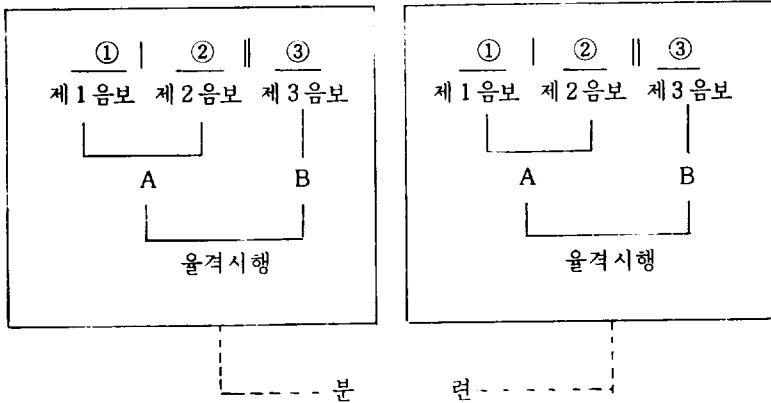 ① | ② ‖ ③ ① | ② ‖ ③
제1음보 제2음보 제3음보 제1음보 제2음보 제3음보
A B A B
율격시행 율격시행
분 련